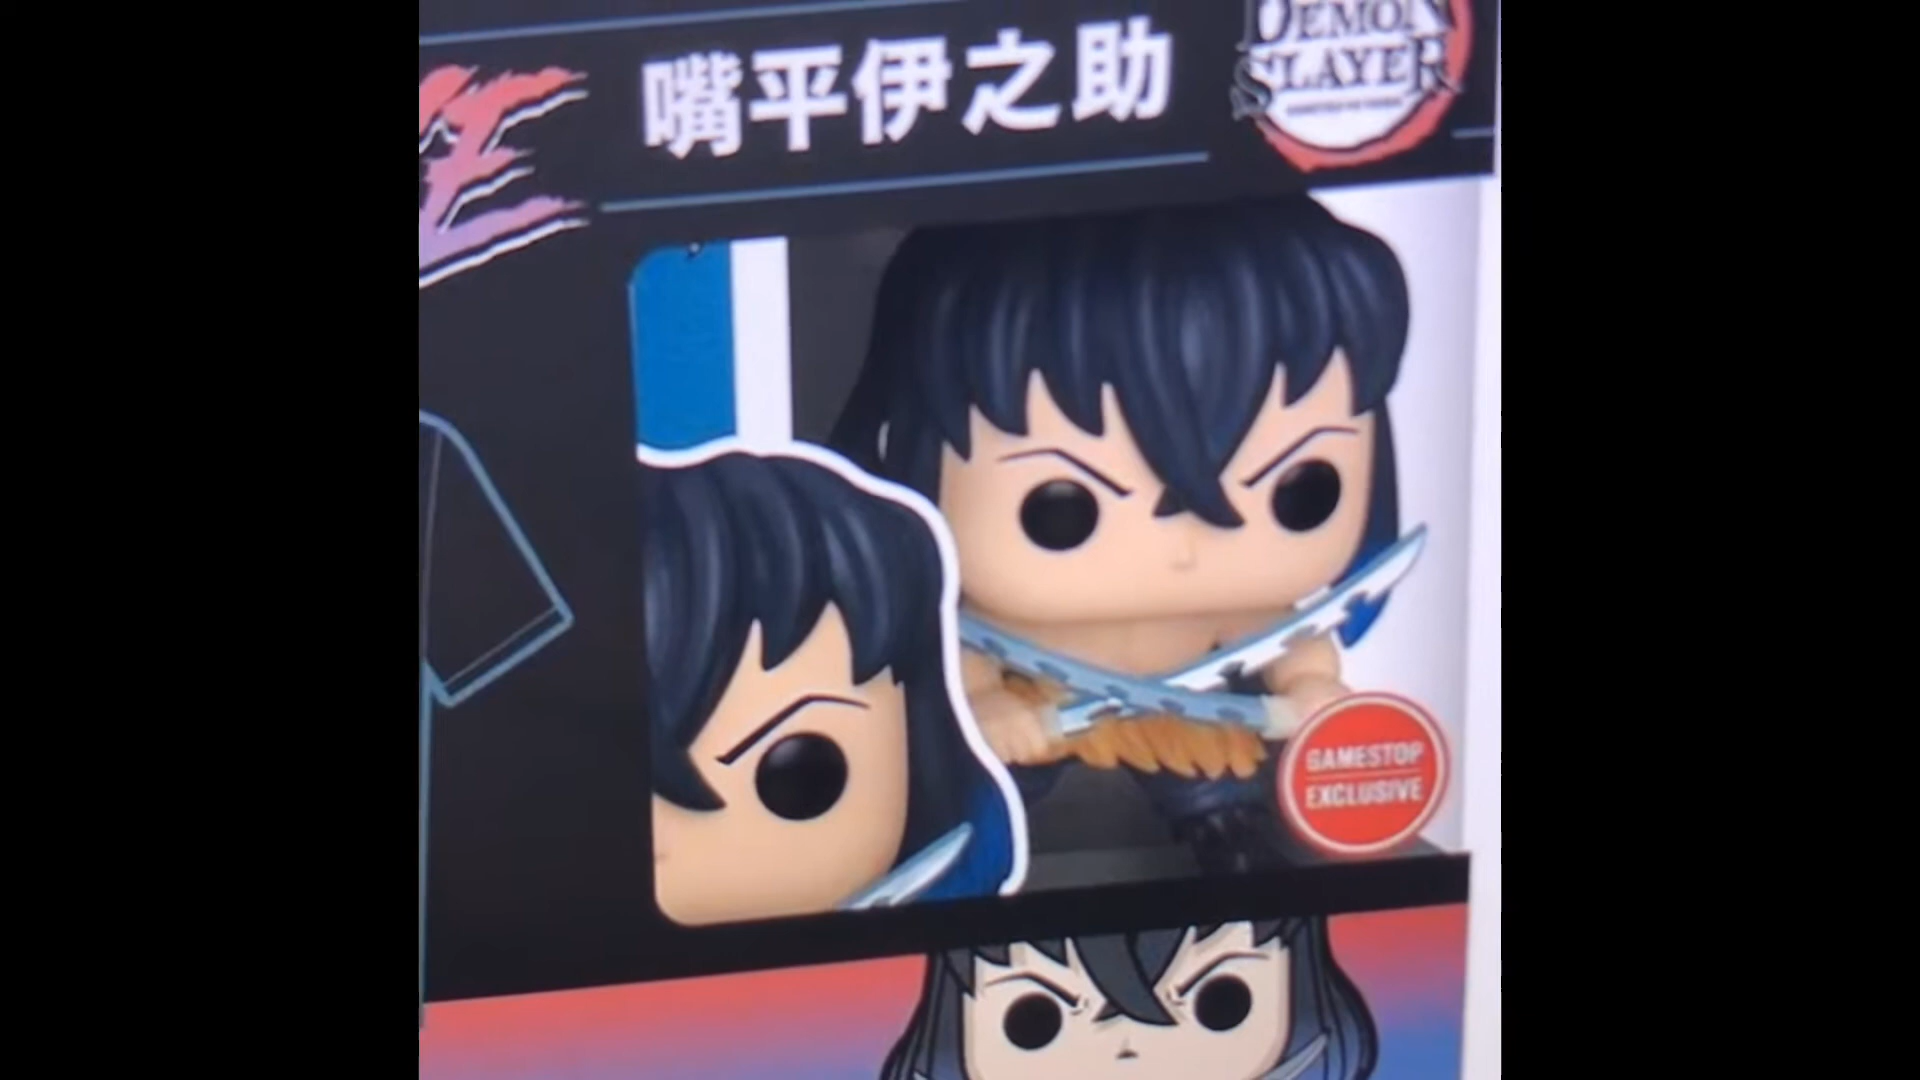 嘴平伊之助
DEMON
SLAYER
GAMESTOP
EXCLUSIVE